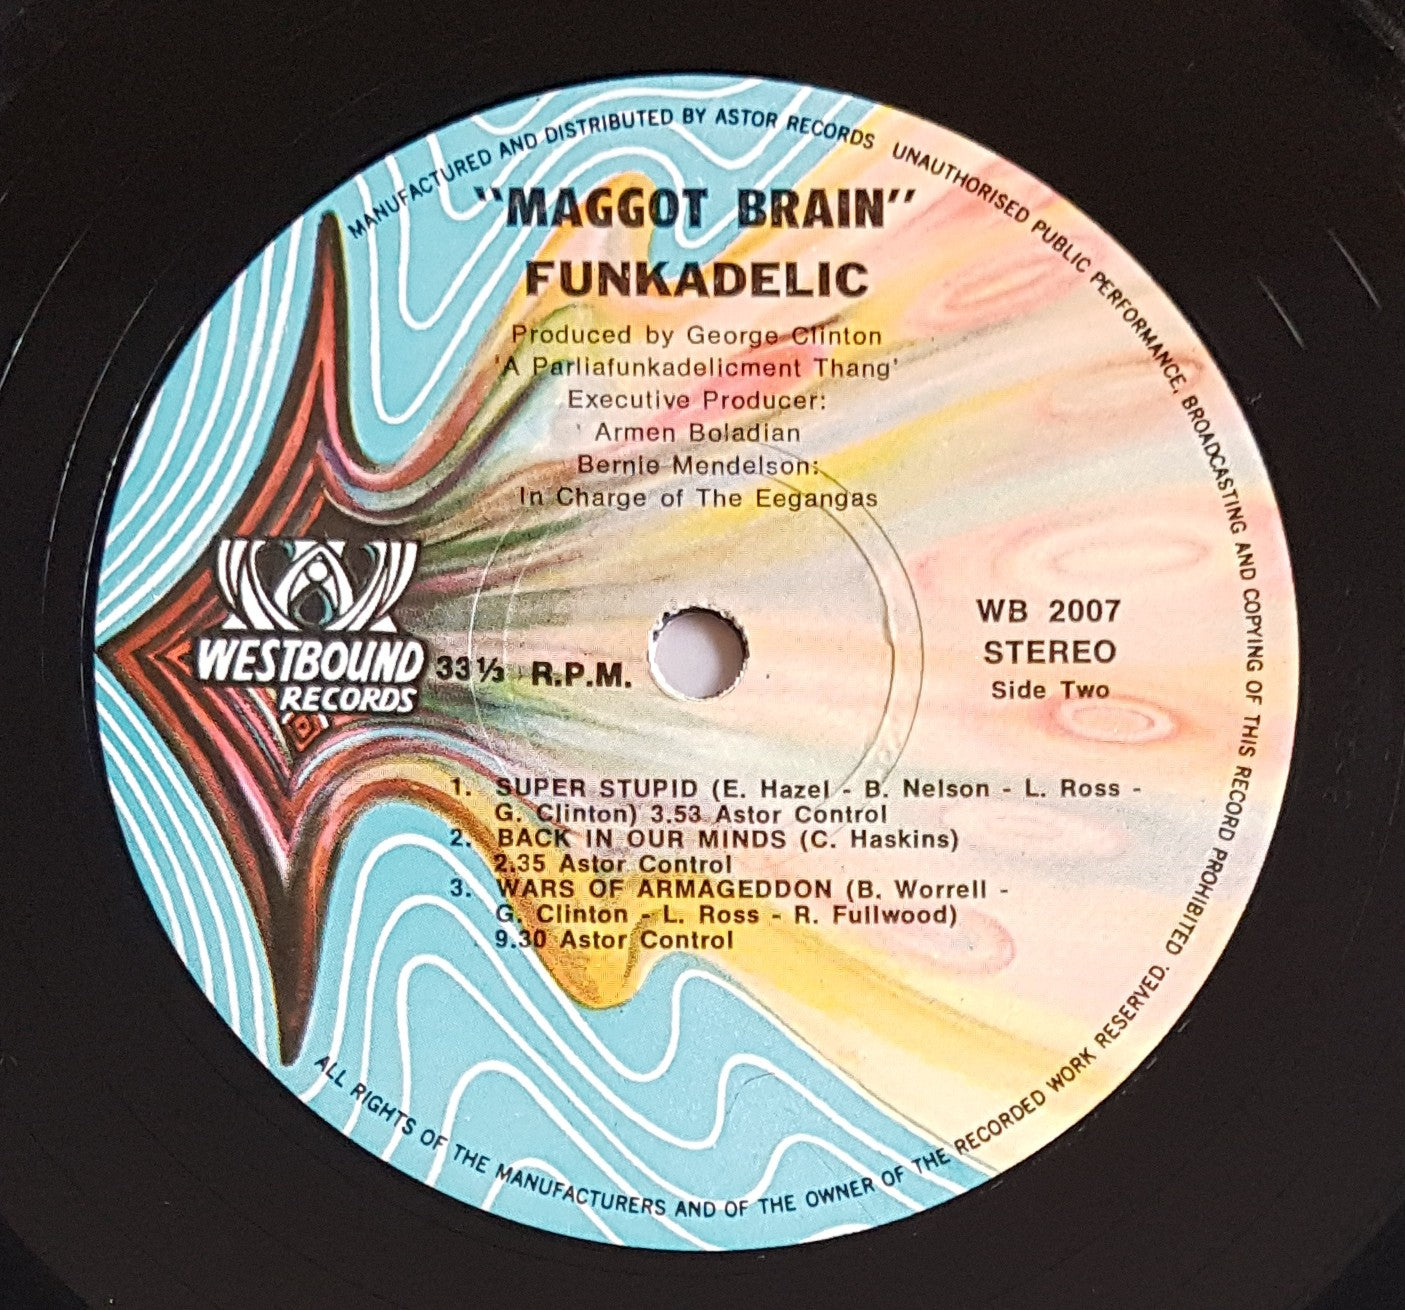 MANUFACTURED AND DISTRIBUTED BY ASTOR RECORDS UNAUTHORISED PUBLIC PERFORMANCE, BROADCASTING AND COPYING OF THIS RECORD PROHIBITED
"MAGGOT BRAIN"
FUNKADELIC
Produced by George Clinton
'A Parliafunkadelicment Thang'
Executive Producer:
' Armen Boladian
Bernie Mendelson:
In Charge of The Eegangas
WESTBOUND
RECORDS
33⅓ R.P.M.
WB 2007
STEREO
Side Two
1. SUPER STUPID (E. Hazel - B. Nelson - L. Ross -
G. Clinton) 3.53 Astor Control
2. BACK IN OUR MINDS (C. Haskins)
2.35 Astor Control
3. WARS OF ARMAGEDDON (B. Worrell -
G. Clinton - L. Ross - R. Fullwood)
9.30 Astor Control
ALL RIGHTS OF THE MANUFACTURERS AND OF THE OWNER OF THE RECORDED WORK RESERVED.